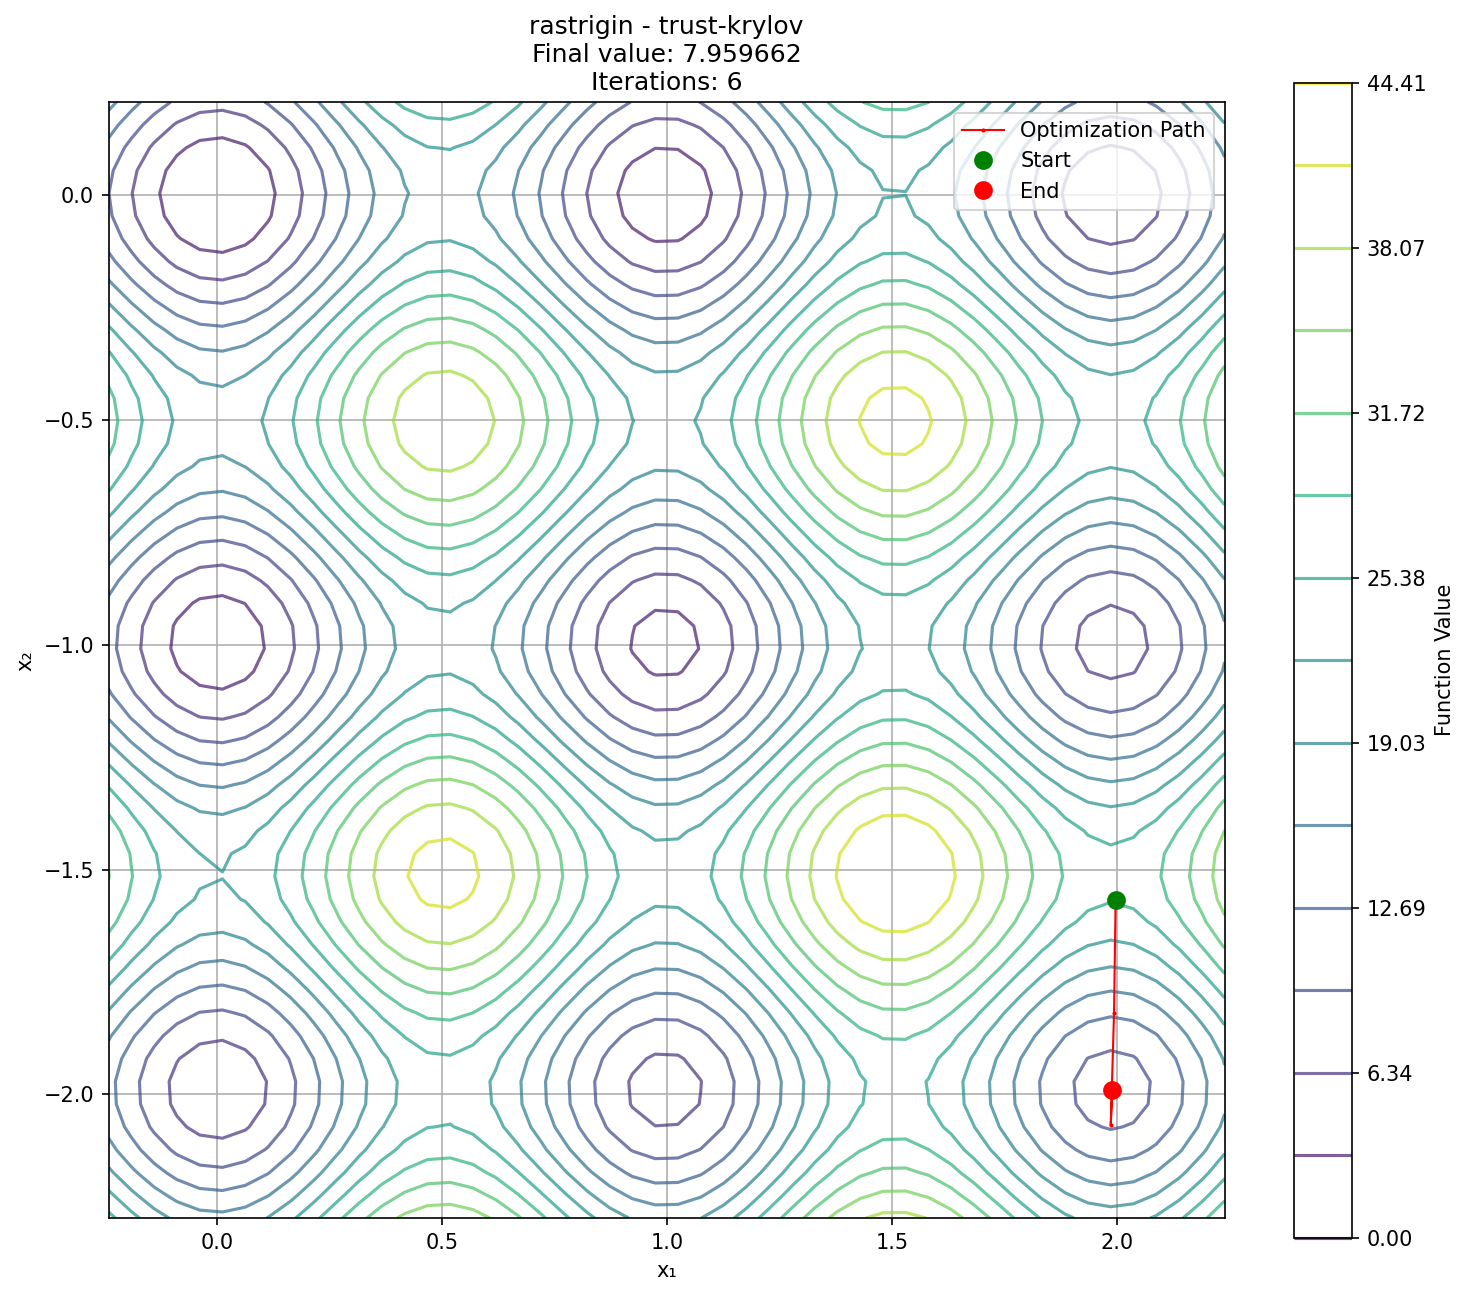 rastrigin - trust-krylov
Final value: 7.959662
Iterations: 6
Optimization Path
Start
End
0.0
−0.5
−1.0
−1.5
−2.0
x₂
0.0
0.5
1.0
1.5
2.0
x₁
44.41
38.07
31.72
25.38
19.03
12.69
6.34
0.00
Function Value